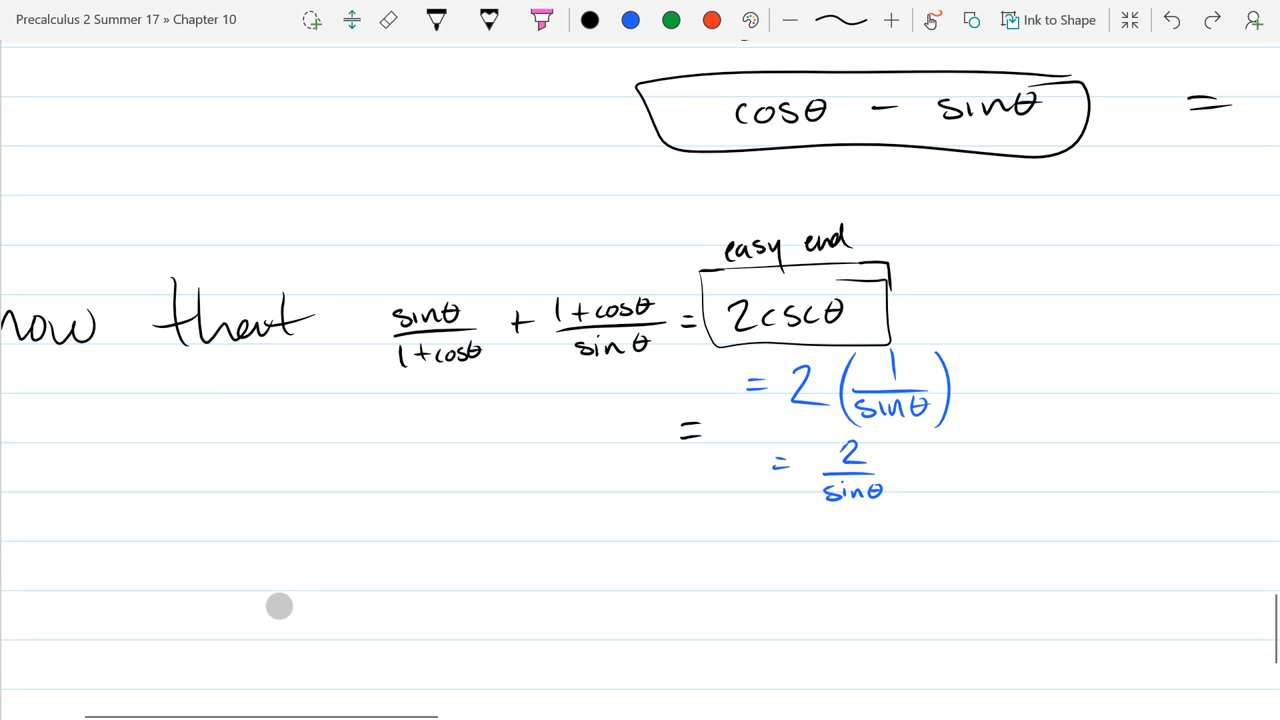 Precalculus 2 Summer 17 » Chapter 10
Ink to Shape
cosθ - sinθ =
easy end
how that sinθ/(1+cosθ) + (1+cosθ)/sinθ = 2cscθ
= 2(1/sinθ)
=
= 2/sinθ